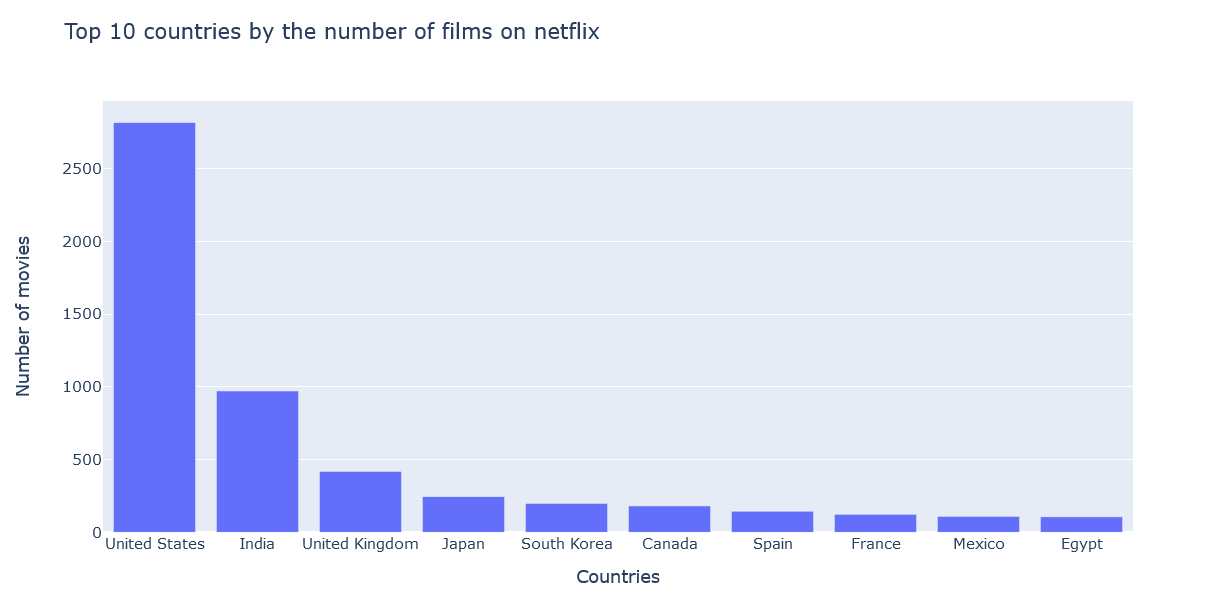 Top 10 countries by the number of films on netflix
Number of movies
2500
2000
1500
1000
500
0
United States India United Kingdom Japan South Korea Canada Spain France Mexico Egypt
Countries